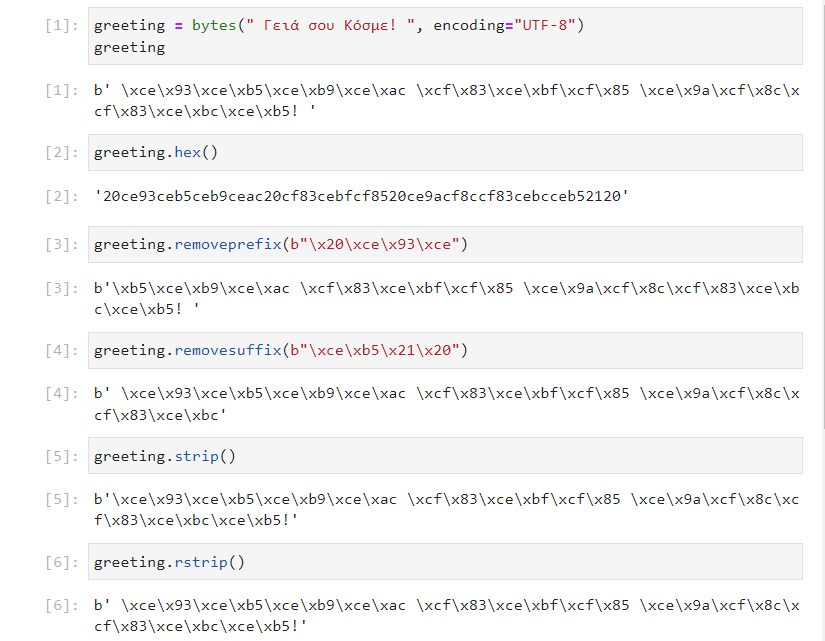 [1]: greeting = bytes(" Γειά σου Κόσμε! ", encoding="UTF-8")
greeting
[1]: b' \xce\x93\xce\xb5\xce\xb9\xce\xac \xcf\x83\xce\xbf\xcf\x85 \xce\x9a\xcf\x8c\x
cf\x83\xce\xbc\xce\xb5! '
[2]: greeting.hex()
[2]: '20ce93ceb5ceb9ceac20cf83cebfcf8520ce9acf8ccf83cebcceb52120'
[3]: greeting.removeprefix(b"\x20\xce\x93\xce")
[3]: b'\xb5\xce\xb9\xce\xac \xcf\x83\xce\xbf\xcf\x85 \xce\x9a\xcf\x8c\xcf\x83\xce\xb
c\xce\xb5! '
[4]: greeting.removesuffix(b"\xce\xb5\x21\x20")
[4]: b' \xce\x93\xce\xb5\xce\xb9\xce\xac \xcf\x83\xce\xbf\xcf\x85 \xce\x9a\xcf\x8c\x
cf\x83\xce\xbc'
[5]: greeting.strip()
[5]: b'\xce\x93\xce\xb5\xce\xb9\xce\xac \xcf\x83\xce\xbf\xcf\x85 \xce\x9a\xcf\x8c\xc
f\x83\xce\xbc\xce\xb5!'
[6]: greeting.rstrip()
[6]: b' \xce\x93\xce\xb5\xce\xb9\xce\xac \xcf\x83\xce\xbf\xcf\x85 \xce\x9a\xcf\x8c\x
cf\x83\xce\xbc\xce\xb5!'